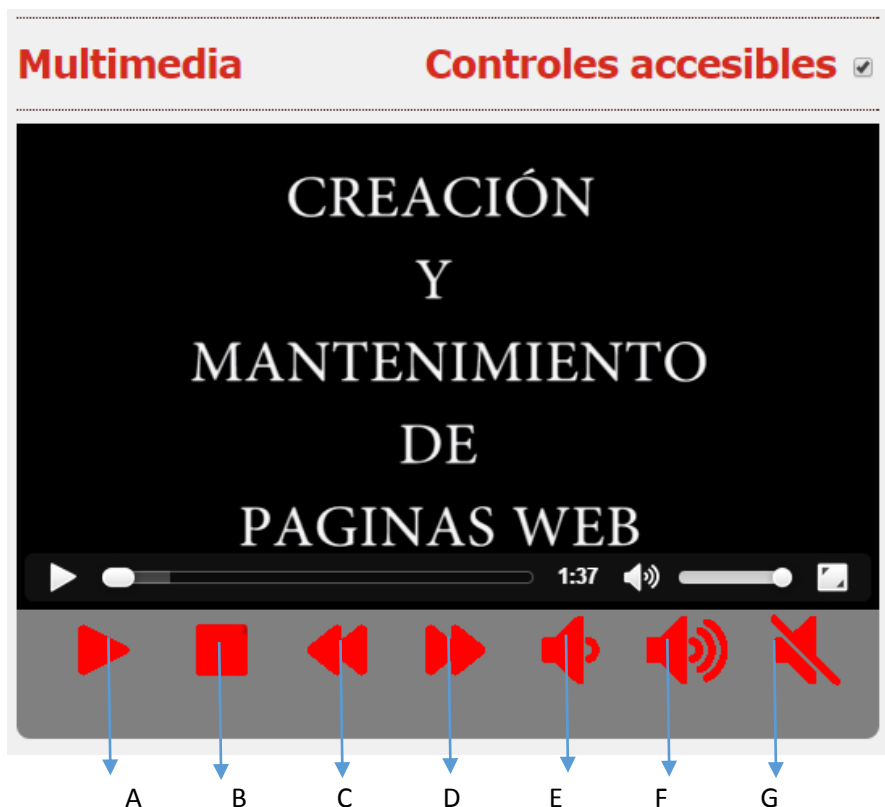 Multimedia Controles accesibles
CREACIÓN
Y
MANTENIMIENTO
DE
PAGINAS WEB
1:37
A B C D E F G